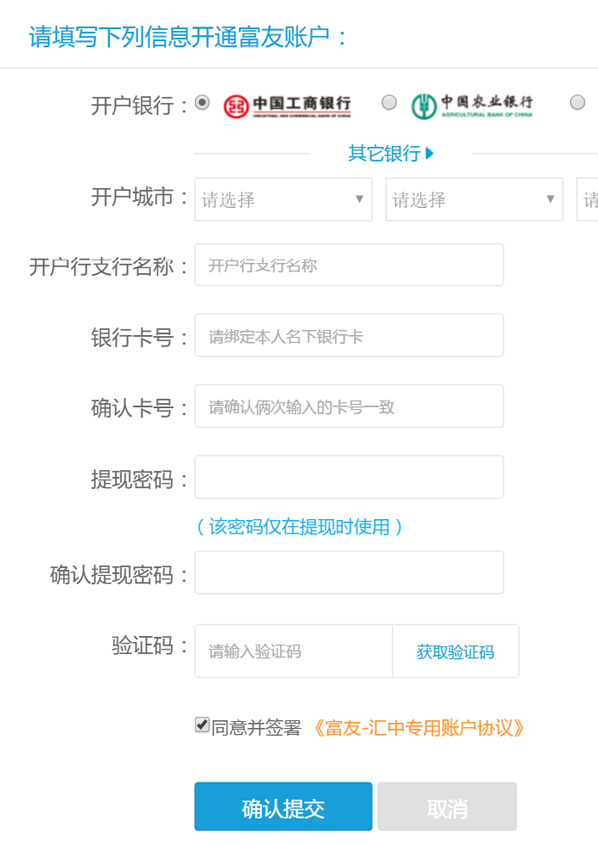 请填写下列信息开通富友账户：
开户银行： 中国工商银行 INDUSTRIAL AND COMMERCIAL BANK OF CHINA 中国农业银行 AGRICULTURAL BANK OF CHINA
其它银行
开户城市： 请选择 请选择 请
开户行支行名称： 开户行支行名称
银行卡号： 请绑定本人名下银行卡
确认卡号： 请确认俩次输入的卡号一致
提现密码：
（该密码仅在提现时使用）
确认提现密码：
验证码： 请输入验证码 获取验证码
同意并签署 《富友-汇中专用账户协议》
确认提交 取消